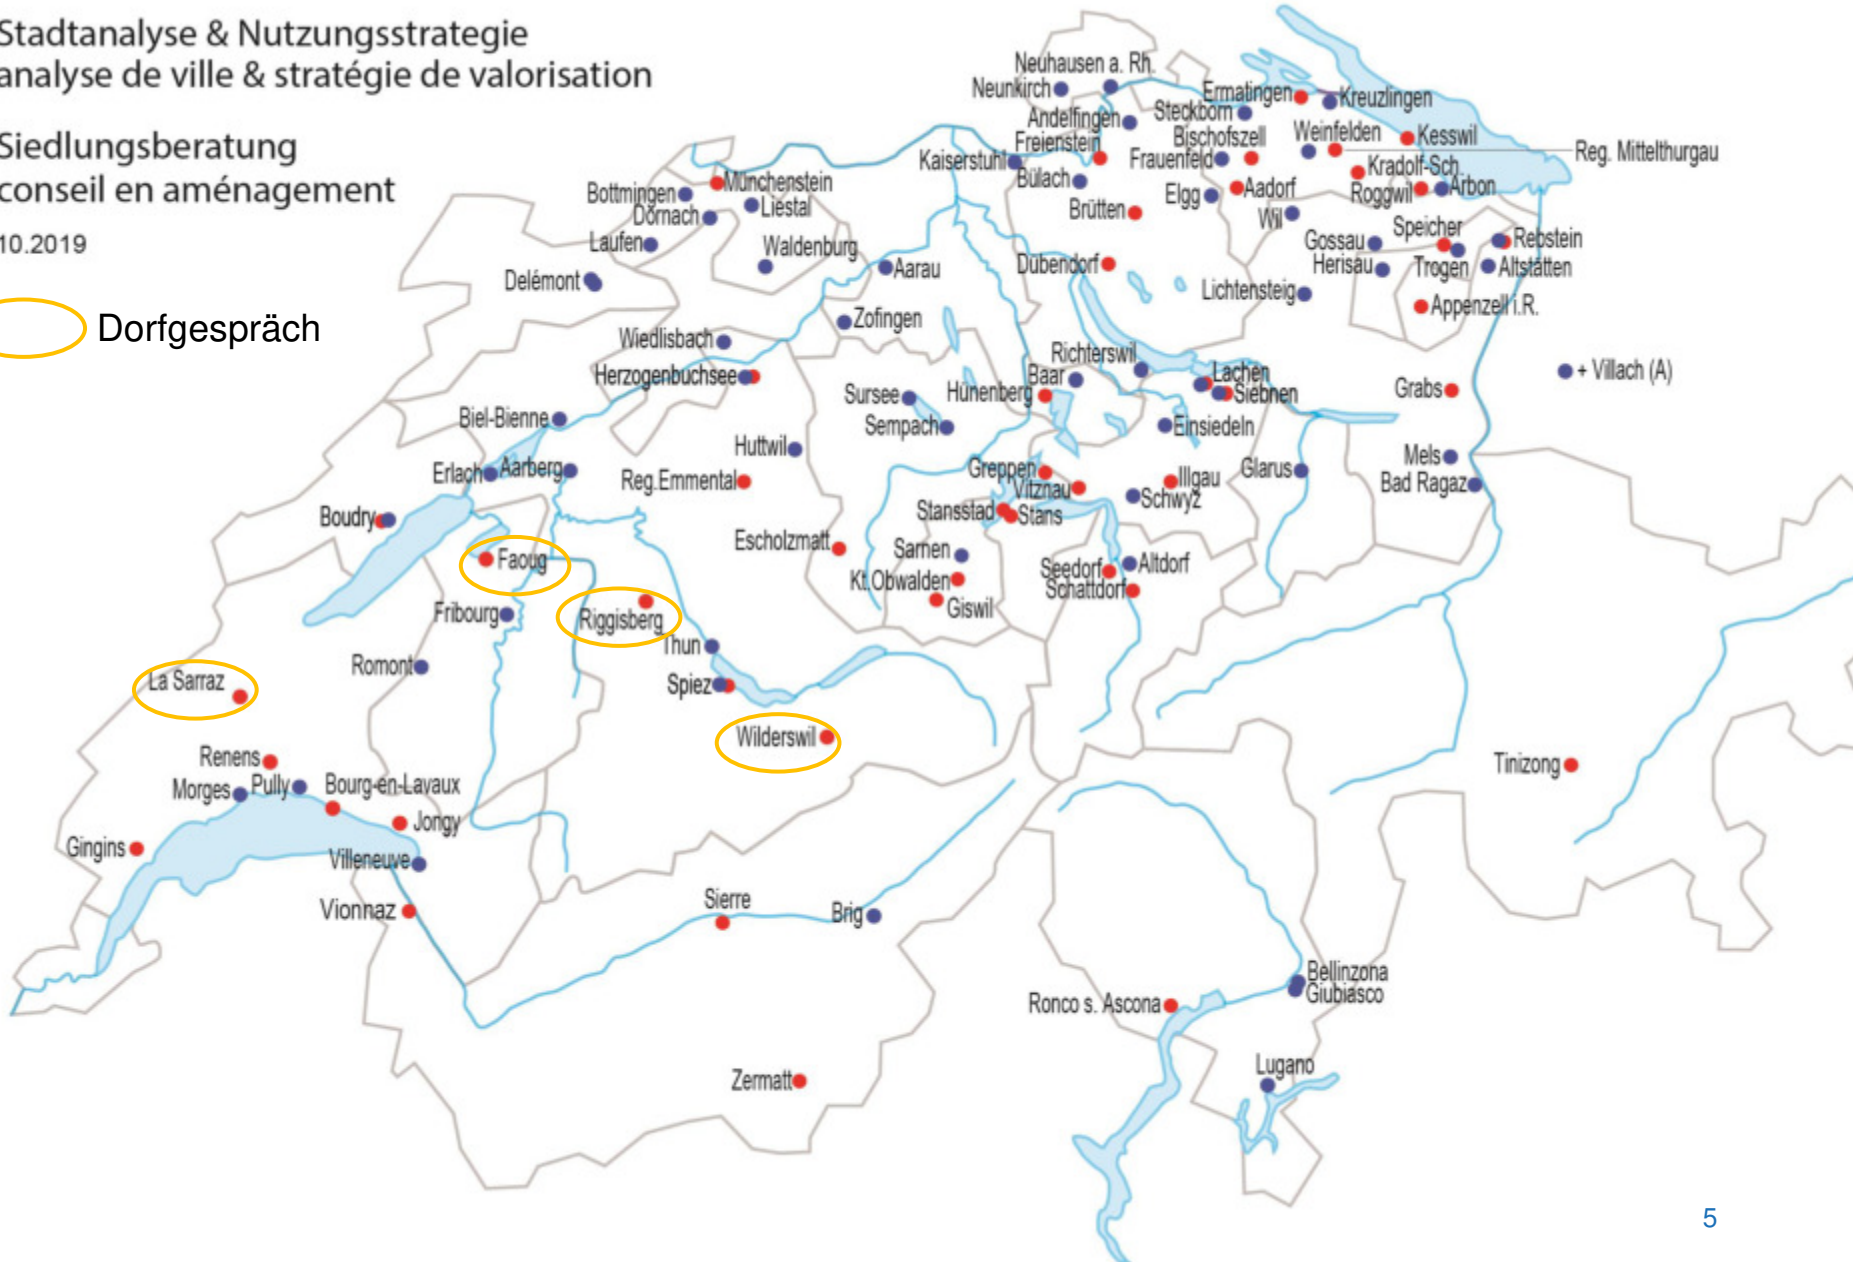 Stadtanalyse & Nutzungsstrategie
analyse de ville & stratégie de valorisation
Siedlungsberatung
conseil en aménagement
10.2019
Dorfgespräch
Neuhausen a. Rh.
Neunkirch
Ermatingen
Kreuzlingen
Steckborn
Andelfingen
Bischofszell
Weinfelden
Kesswil
Freienstein
Reg. Mittelthurgau
Kaiserstuhl
Frauenfeld
Kradolf-Sch.
Bülach
Münchenstein
Bottmingen
Elgg
Aadorf
Roggwil
Arbon
Liestal
Dornach
Brütten
Wil
Speicher
Laufen
Waldenburg
Gossau
Rebstein
Herisau
Trogen
Altstätten
Dübendorf
Aarau
Delémont
Lichtensteig
Appenzell i.R.
Zofingen
Wiedlisbach
Richterswil
+ Villach (A)
Herzogenbuchsee
Baar
Lachen
Sursee
Hünenberg
Siebnen
Grabs
Biel-Bienne
Sempach
Einsiedeln
Huttwil
Mels
Erlach
Aarberg
Greppen
Glarus
Reg.Emmental
Illgau
Bad Ragaz
Vitznau
Schwyz
Boudry
Stansstad
Stans
Escholzmatt
Sarnen
Faoug
Altdorf
Seedorf
Kt.Obwalden
Schattdorf
Giswil
Fribourg
Riggisberg
Thun
Romont
La Sarraz
Spiez
Wilderswil
Renens
Tinizong
Morges
Pully
Bourg-en-Lavaux
Jongy
Gingins
Villeneuve
Vionnaz
Sierre
Brig
Bellinzona
Giubiasco
Ronco s. Ascona
Lugano
Zermatt
5